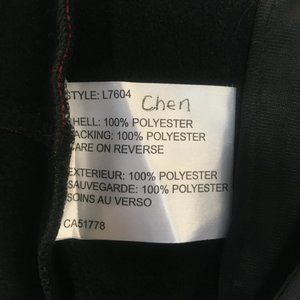 STYLE: L7604 Chen
SHELL: 100% POLYESTER
BACKING: 100% POLYESTER
CARE ON REVERSE
EXTERIEUR: 100% POLYESTER
SAUVEGARDE: 100% POLYESTER
SOINS AU VERSO
CA51778